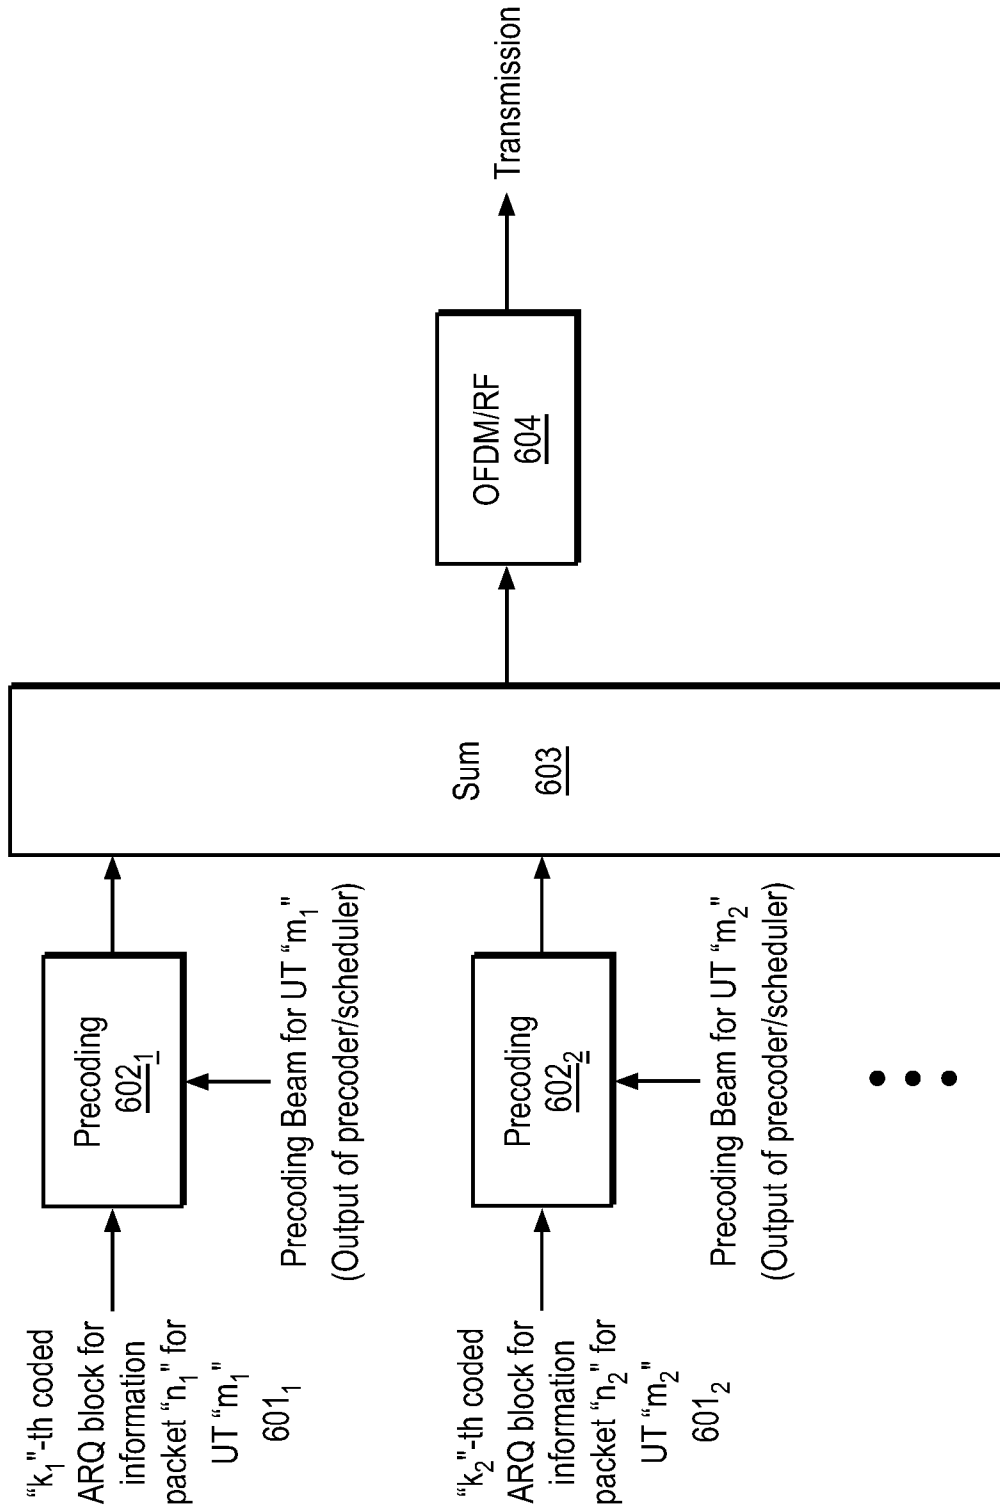 “k₁"-th coded
ARQ block for
information
packet “n₁" for
UT “m₁"
601₁
Precoding
602₁
Precoding Beam for UT “m₁"
(Output of precoder/scheduler)
“k₂"-th coded
ARQ block for
information
packet “n₂" for
UT “m₂"
601₂
Precoding
602₂
Precoding Beam for UT “m₂"
(Output of precoder/scheduler)
Sum
603
OFDM/RF
604
Transmission